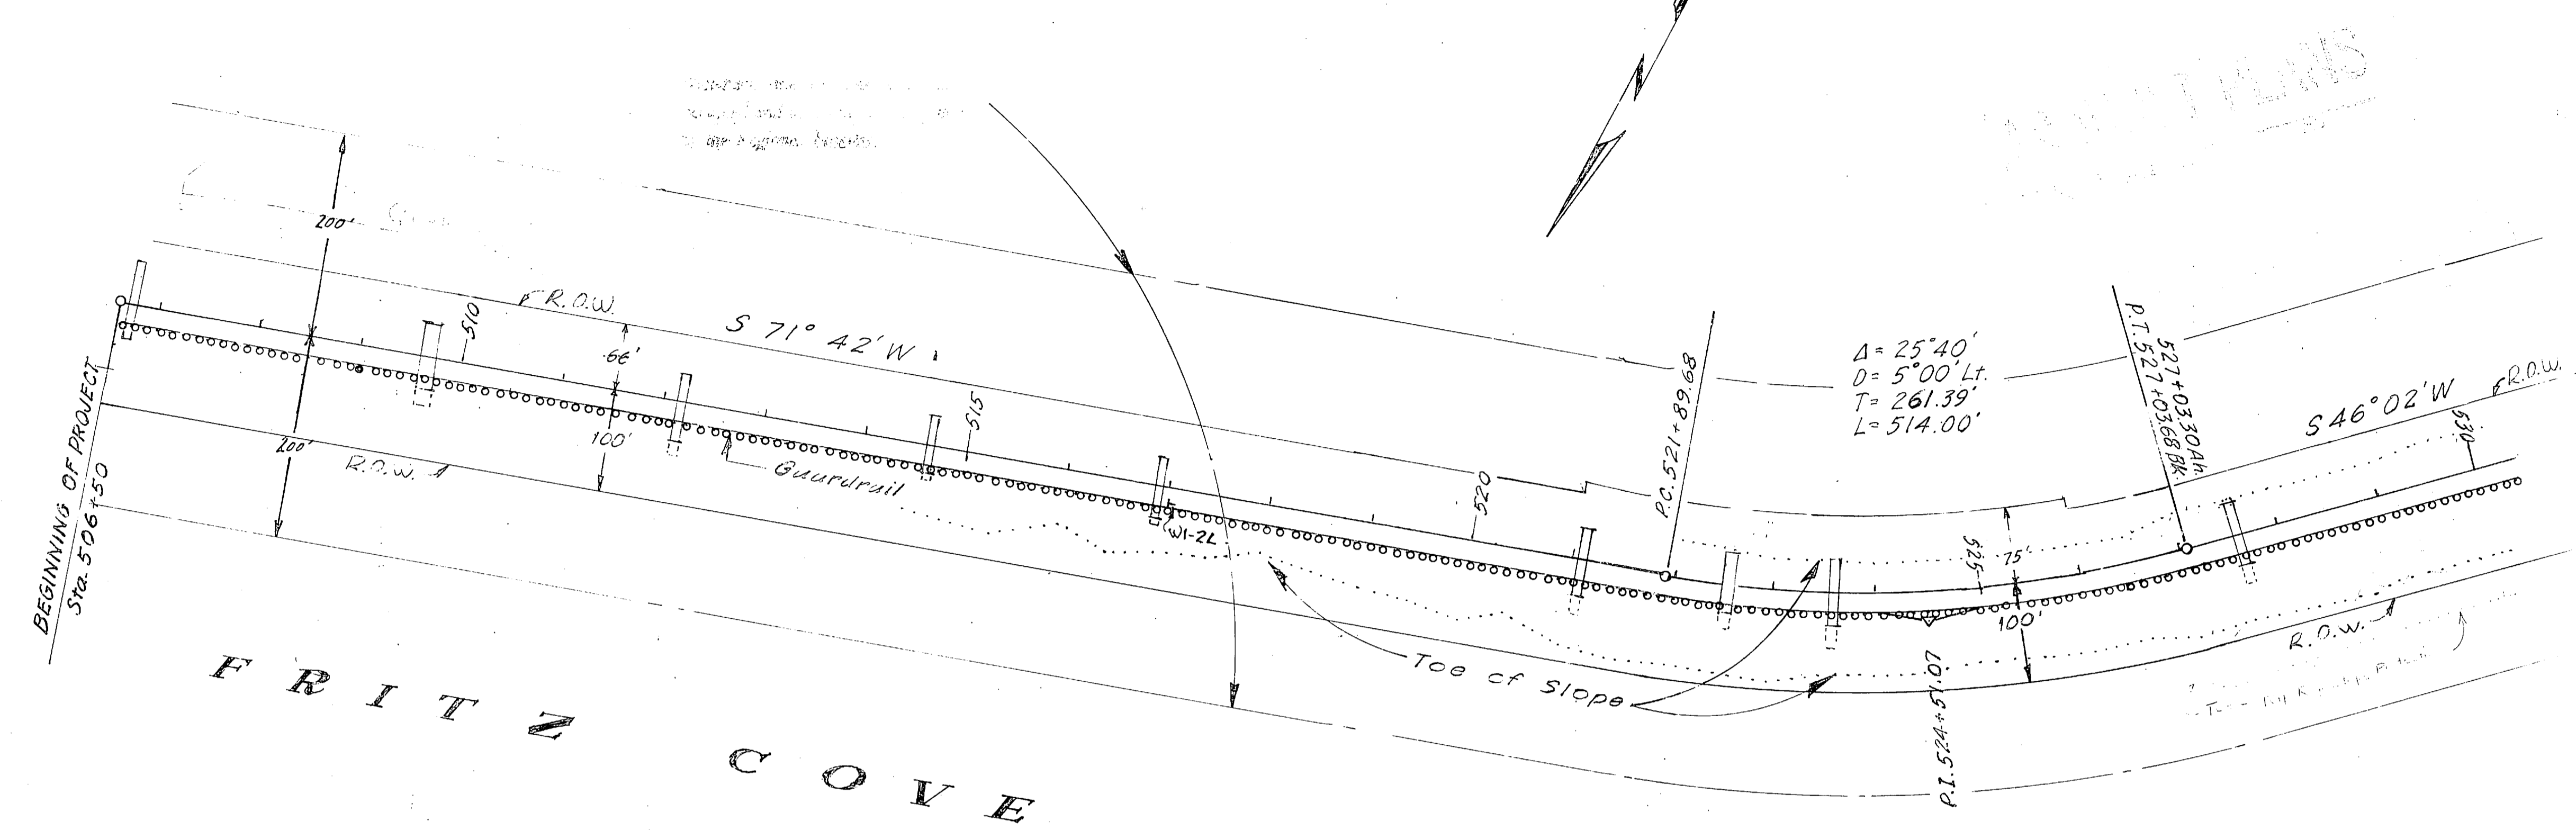 200'
R.O.W.
510
66'
S 71° 42' W
BEGINNING OF PROJECT
Sta. 506+50
200'
R.O.W.
100'
Guardrail
515
W1-2L
520
P.C. 521+89.68
Δ = 25°40'
D = 5°00' Lt.
T = 261.39'
L = 514.00'
527+03.30 Ah.
P.T. 527+03.68 BK.
S 46° 02' W
R.O.W.
530
525
75'
100'
R.O.W.
Toe of Slope
P.I. 524+51.07
FRITZ COVE